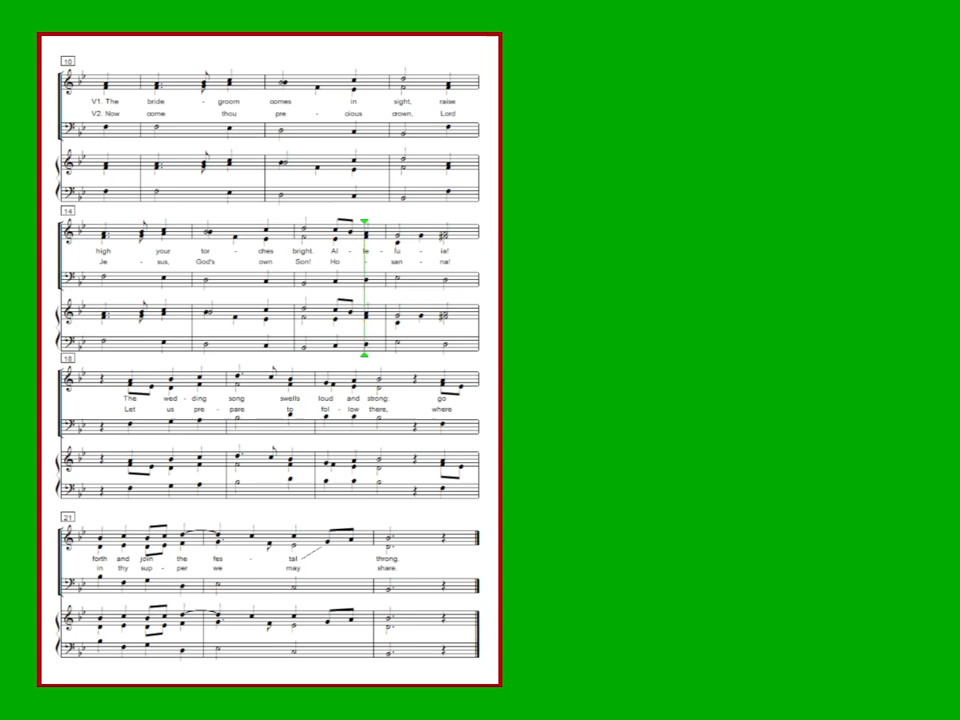 10
V1. The bride - groom comes in sight, raise
V2. Now come thou pre - cious crown, Lord
14
high your tor - ches bright. Al - le - lu - ia!
Je - sus, God's own Son! Ho - san - na!
18
The wed - ding song swells loud and strong: go
Let us pre - pare to fol - low there, where
21
forth and join the fes - tal throng.
in thy sup - per we may share.